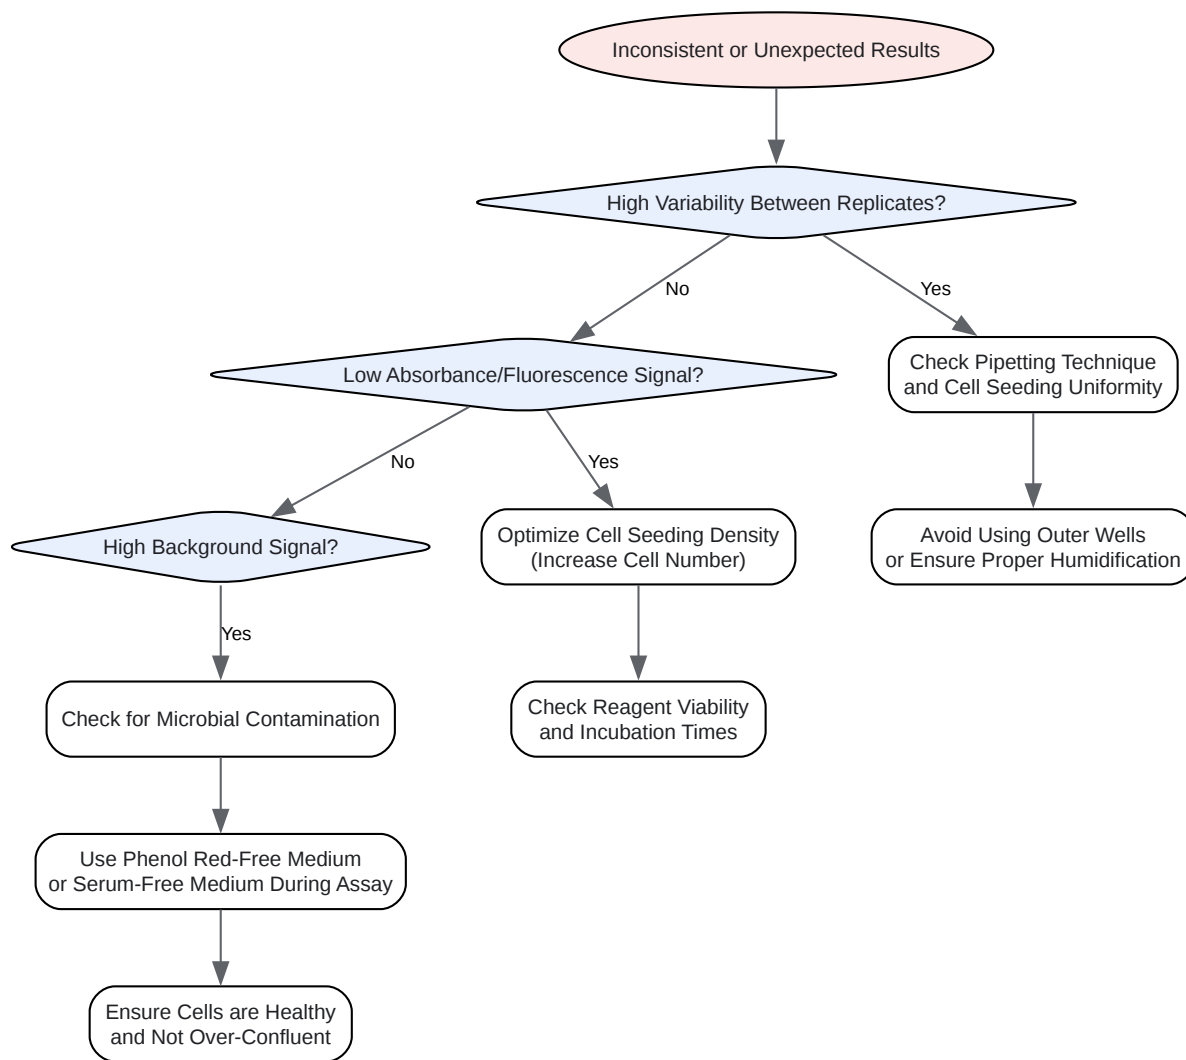 Inconsistent or Unexpected Results
High Variability Between Replicates?
No
Yes
Low Absorbance/Fluorescence Signal?
Check Pipetting Technique
and Cell Seeding Uniformity
No
Yes
High Background Signal?
Optimize Cell Seeding Density
(Increase Cell Number)
Avoid Using Outer Wells
or Ensure Proper Humidification
Yes
Check for Microbial Contamination
Check Reagent Viability
and Incubation Times
Use Phenol Red-Free Medium
or Serum-Free Medium During Assay
Ensure Cells are Healthy
and Not Over-Confluent